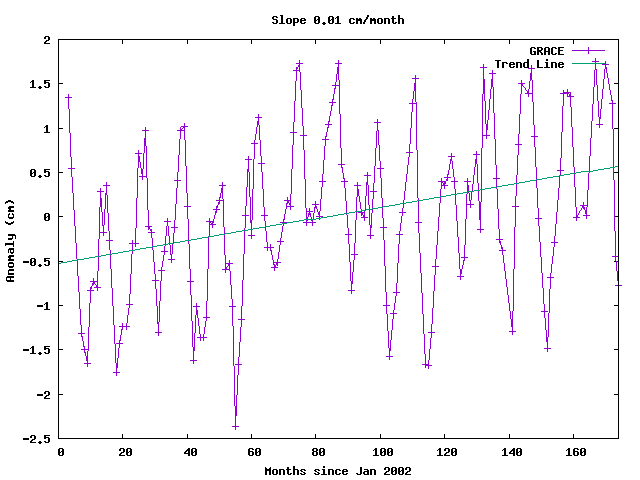 Slope 0.01 cm/month
GRACE
Trend Line
2
1.5
1
0.5
0
-0.5
-1
-1.5
-2
-2.5
Anomaly (cm)
0 20 40 60 80 100 120 140 160
Months since Jan 2002